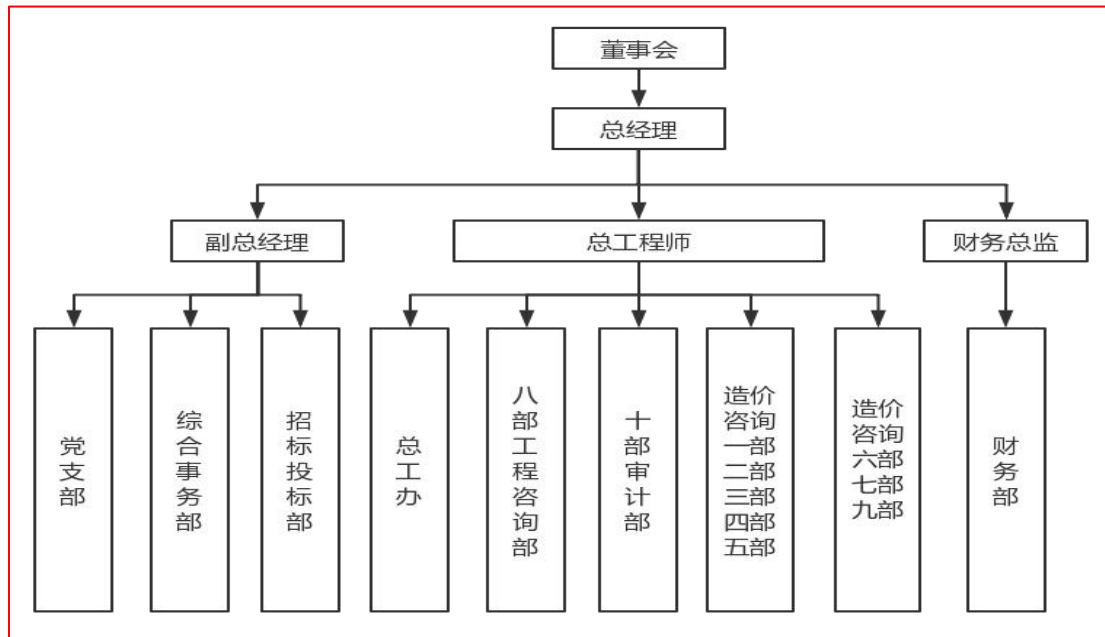 董事会
总经理
副总经理
总工程师
财务总监
党支部
综合事务部
招标投标部
总工办
八部工程咨询部
十部审计部
造价
咨询
一部
二部
三部
四部
五部
造价
咨询
六部
七部
九部
财务部